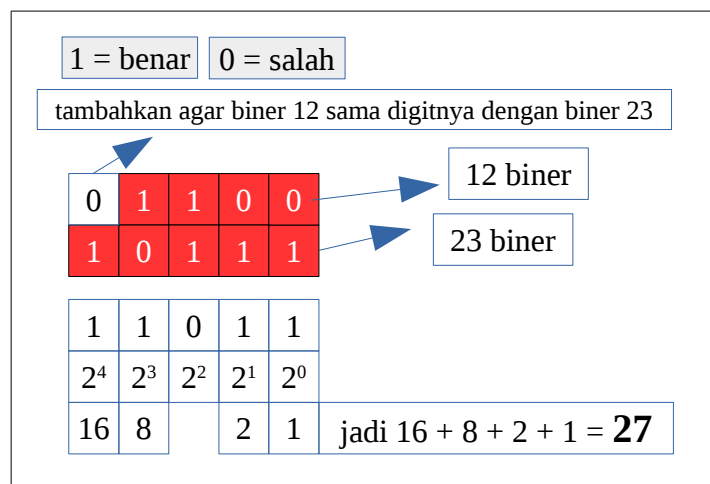 1 = benar 0 = salah
tambahkan agar biner 12 sama digitnya dengan biner 23
0 1 1 0 0 12 biner
1 0 1 1 1 23 biner
1 1 0 1 1
2⁴ 2³ 2² 2¹ 2⁰
16 8 2 1 jadi 16 + 8 + 2 + 1 = 27